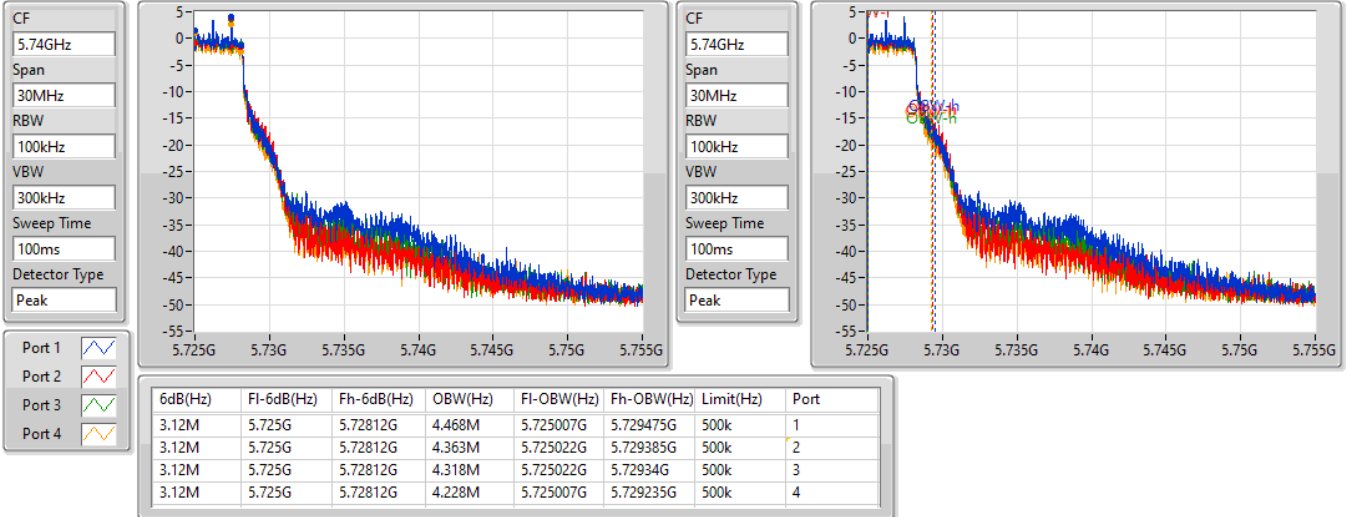 CF
5.74GHz
Span
30MHz
RBW
100kHz
VBW
300kHz
Sweep Time
100ms
Detector Type
Peak
5
0
-5
-10
-15
-20
-25
-30
-35
-40
-45
-50
-55
5.725G 5.73G 5.735G 5.74G 5.745G 5.75G 5.755G
CF
5.74GHz
Span
30MHz
RBW
100kHz
VBW
300kHz
Sweep Time
100ms
Detector Type
Peak
5
0
-5
-10
-15
-20
-25
-30
-35
-40
-45
-50
-55
OBW-h
OBW-h
5.725G 5.73G 5.735G 5.74G 5.745G 5.75G 5.755G
Port 1
Port 2
Port 3
Port 4
6dB(Hz) Fl-6dB(Hz) Fh-6dB(Hz) OBW(Hz) Fl-OBW(Hz) Fh-OBW(Hz) Limit(Hz) Port
3.12M 5.725G 5.72812G 4.468M 5.725007G 5.729475G 500k 1
3.12M 5.725G 5.72812G 4.363M 5.725022G 5.729385G 500k 2
3.12M 5.725G 5.72812G 4.318M 5.725022G 5.72934G 500k 3
3.12M 5.725G 5.72812G 4.228M 5.725007G 5.729235G 500k 4